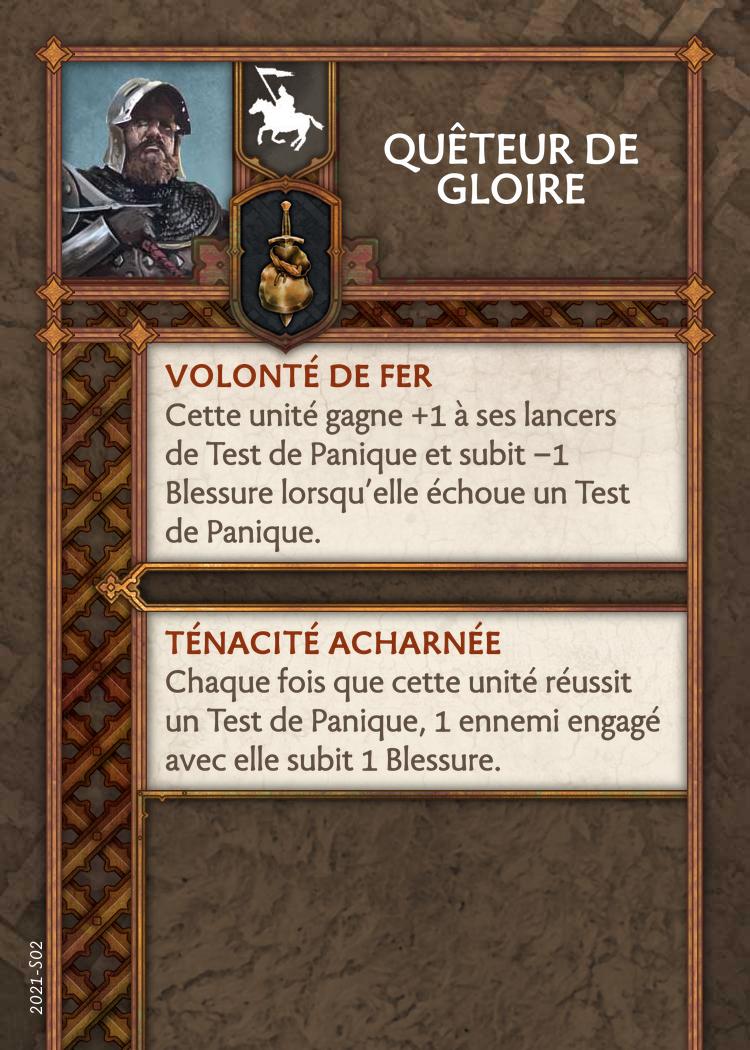 QUÊTEUR DE
GLOIRE
VOLONTÉ DE FER
Cette unité gagne +1 à ses lancers
de Test de Panique et subit –1
Blessure lorsqu’elle échoue un Test
de Panique.
TÉNACITÉ ACHARNÉE
Chaque fois que cette unité réussit
un Test de Panique, 1 ennemi engagé
avec elle subit 1 Blessure.
2021-S02